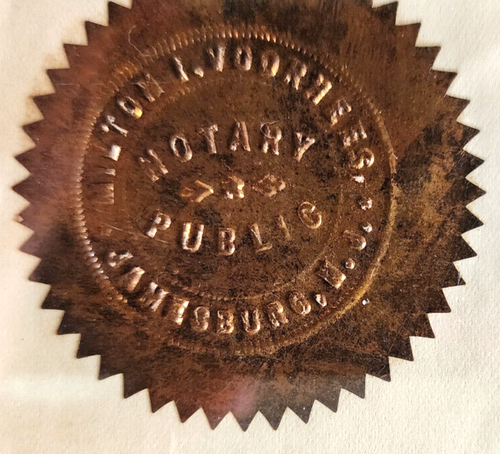 MILTON I. VOORHEES,
NOTARY
PUBLIC
JAMESBURG, N.J.